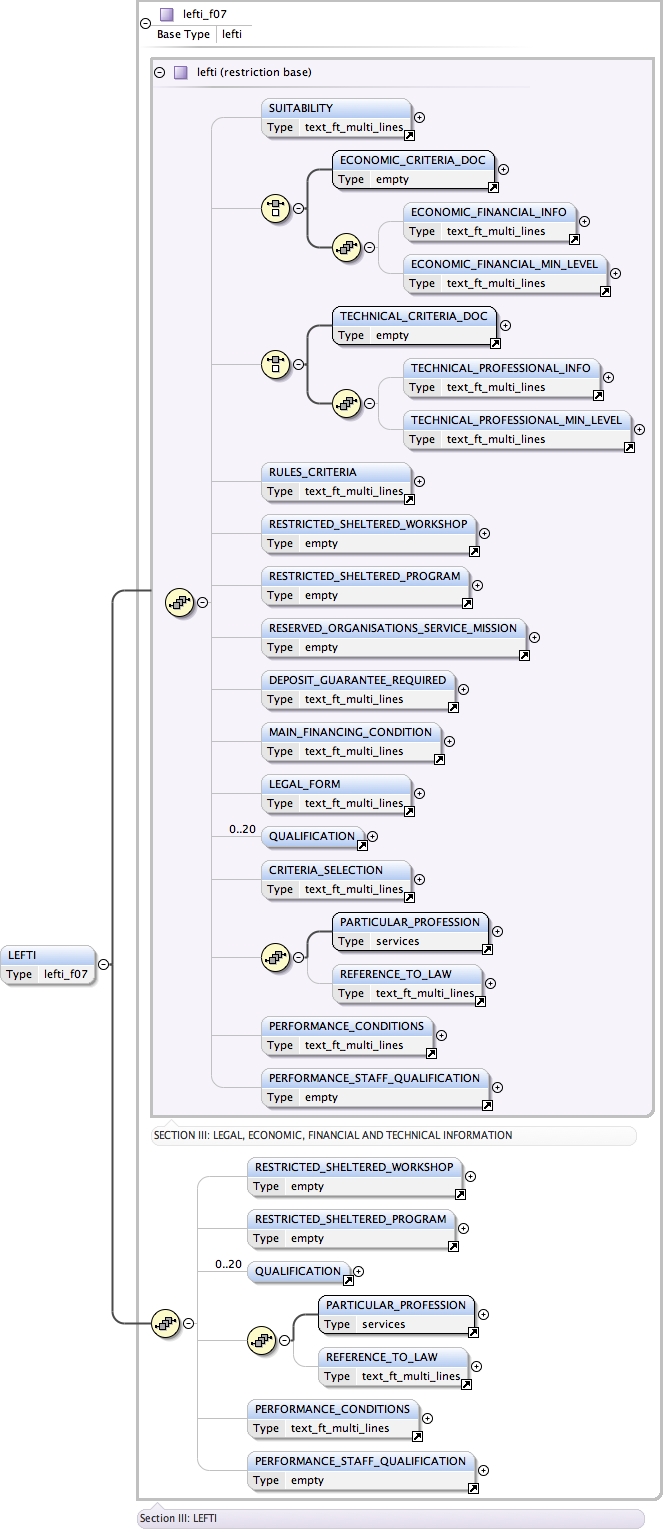 lefti_f07
Base Type lefti
lefti (restriction base)
SUITABILITY
Type text_ft_multi_lines
ECONOMIC_CRITERIA_DOC
Type empty
ECONOMIC_FINANCIAL_INFO
Type text_ft_multi_lines
ECONOMIC_FINANCIAL_MIN_LEVEL
Type text_ft_multi_lines
TECHNICAL_CRITERIA_DOC
Type empty
TECHNICAL_PROFESSIONAL_INFO
Type text_ft_multi_lines
TECHNICAL_PROFESSIONAL_MIN_LEVEL
Type text_ft_multi_lines
RULES_CRITERIA
Type text_ft_multi_lines
RESTRICTED_SHELTERED_WORKSHOP
Type empty
RESTRICTED_SHELTERED_PROGRAM
Type empty
RESERVED_ORGANISATIONS_SERVICE_MISSION
Type empty
DEPOSIT_GUARANTEE_REQUIRED
Type text_ft_multi_lines
MAIN_FINANCING_CONDITION
Type text_ft_multi_lines
LEGAL_FORM
Type text_ft_multi_lines
0..20
QUALIFICATION
CRITERIA_SELECTION
Type text_ft_multi_lines
PARTICULAR_PROFESSION
Type services
LEFTI
Type lefti_f07
REFERENCE_TO_LAW
Type text_ft_multi_lines
PERFORMANCE_CONDITIONS
Type text_ft_multi_lines
PERFORMANCE_STAFF_QUALIFICATION
Type empty
SECTION III: LEGAL, ECONOMIC, FINANCIAL AND TECHNICAL INFORMATION
RESTRICTED_SHELTERED_WORKSHOP
Type empty
RESTRICTED_SHELTERED_PROGRAM
Type empty
0..20
QUALIFICATION
PARTICULAR_PROFESSION
Type services
REFERENCE_TO_LAW
Type text_ft_multi_lines
PERFORMANCE_CONDITIONS
Type text_ft_multi_lines
PERFORMANCE_STAFF_QUALIFICATION
Type empty
Section III: LEFTI